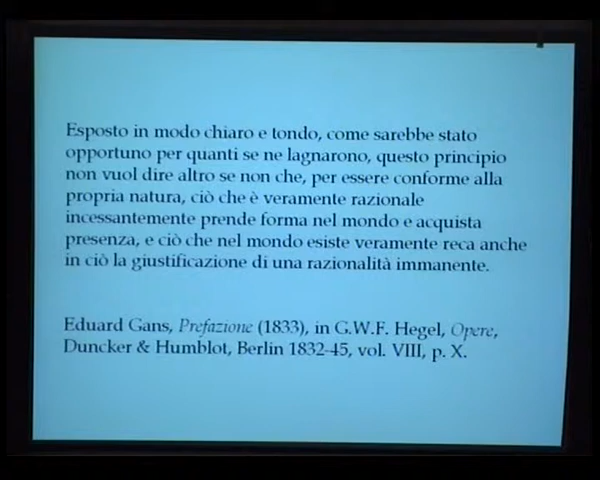 Esposto in modo chiaro e tondo, come sarebbe stato
opportuno per quanti se ne lagnarono, questo principio
non vuol dire altro se non che, per essere conforme alla
propria natura, ciò che è veramente razionale
incessantemente prende forma nel mondo e acquista
presenza, e ciò che nel mondo esiste veramente reca anche
in ciò la giustificazione di una razionalità immanente.
Eduard Gans, Prefazione (1833), in G.W.F. Hegel, Opere,
Duncker & Humblot, Berlin 1832-45, vol. VIII, p. X.